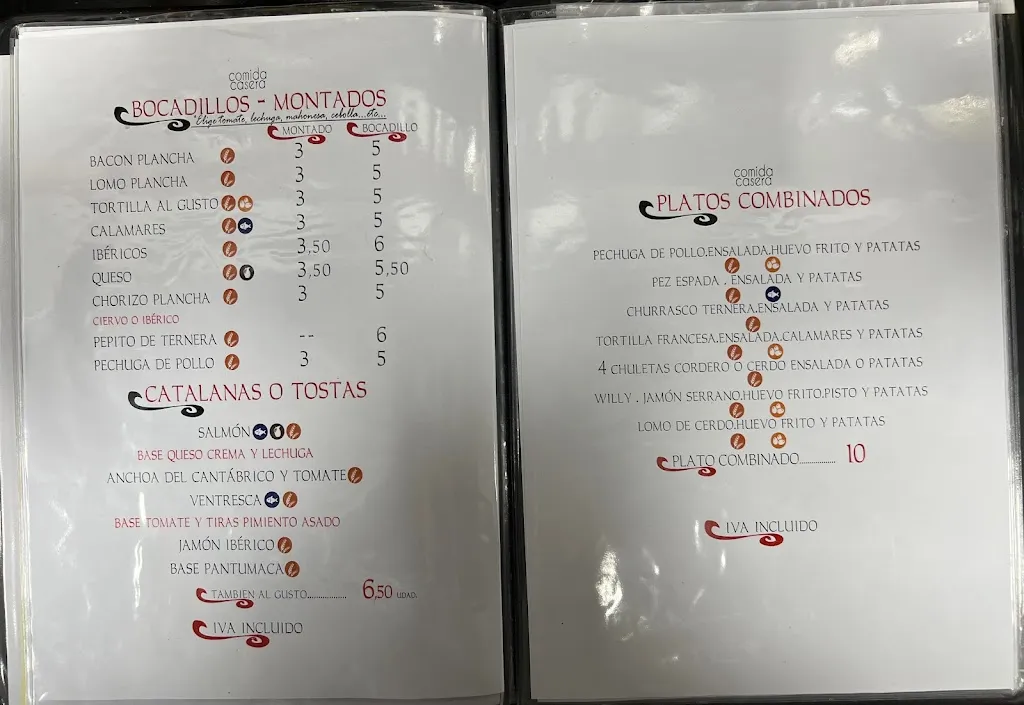 comida
casera
BOCADILLOS - MONTADOS
*Elige tomate, lechuga, mahonesa, cebolla...etc...
MONTADO BOCADILLO
BACON PLANCHA 3 5
LOMO PLANCHA 3 5
TORTILLA AL GUSTO 3 5
CALAMARES 3 5
IBÉRICOS 3,50 6
QUESO 3,50 5,50
CHORIZO PLANCHA 3 5
CIERVO O IBÉRICO
PEPITO DE TERNERA -- 6
PECHUGA DE POLLO 3 5
CATALANAS O TOSTAS
SALMÓN
BASE QUESO CREMA Y LECHUGA
ANCHOA DEL CANTÁBRICO Y TOMATE
VENTRESCA
BASE TOMATE Y TIRAS PIMIENTO ASADO
JAMÓN IBÉRICO
BASE PANTUMACA
TAMBIEN AL GUSTO................. 6,50 UDAD.
IVA INCLUIDO
comida
casera
PLATOS COMBINADOS
PECHUGA DE POLLO,ENSALADA,HUEVO FRITO Y PATATAS
PEZ ESPADA , ENSALADA Y PATATAS
CHURRASCO TERNERA,ENSALADA Y PATATAS
TORTILLA FRANCESA,ENSALADA,CALAMARES Y PATATAS
4 CHULETAS CORDERO O CERDO ENSALADA O PATATAS
WILLY , JAMÓN SERRANO,HUEVO FRITO,PISTO Y PATATAS
LOMO DE CERDO,HUEVO FRITO Y PATATAS
PLATO COMBINADO............... 10
IVA INCLUIDO